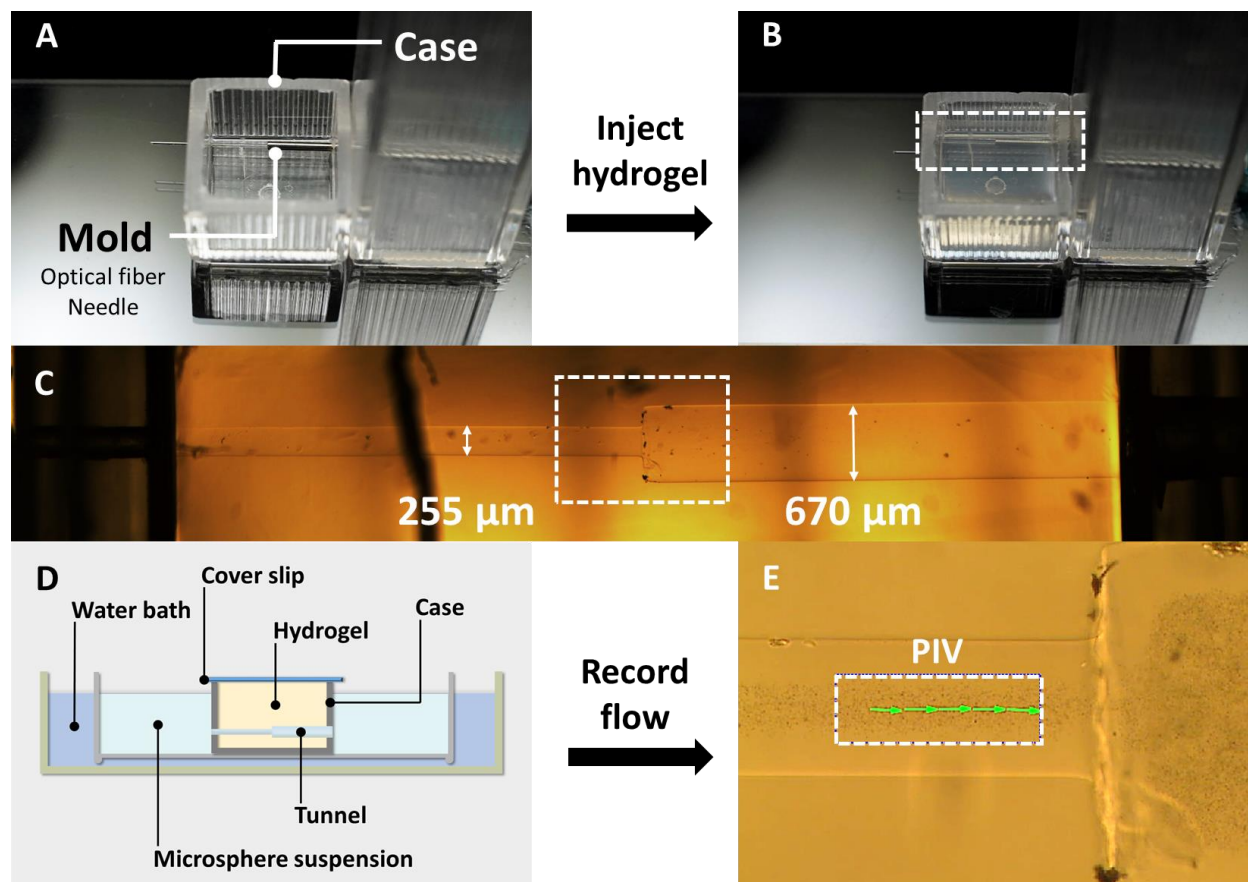 A
Case
Mold
Optical fiber
Needle
Inject
hydrogel
B
C
255 μm
670 μm
D
Cover slip
Water bath
Hydrogel
Case
Tunnel
Microsphere suspension
Record
flow
E
PIV